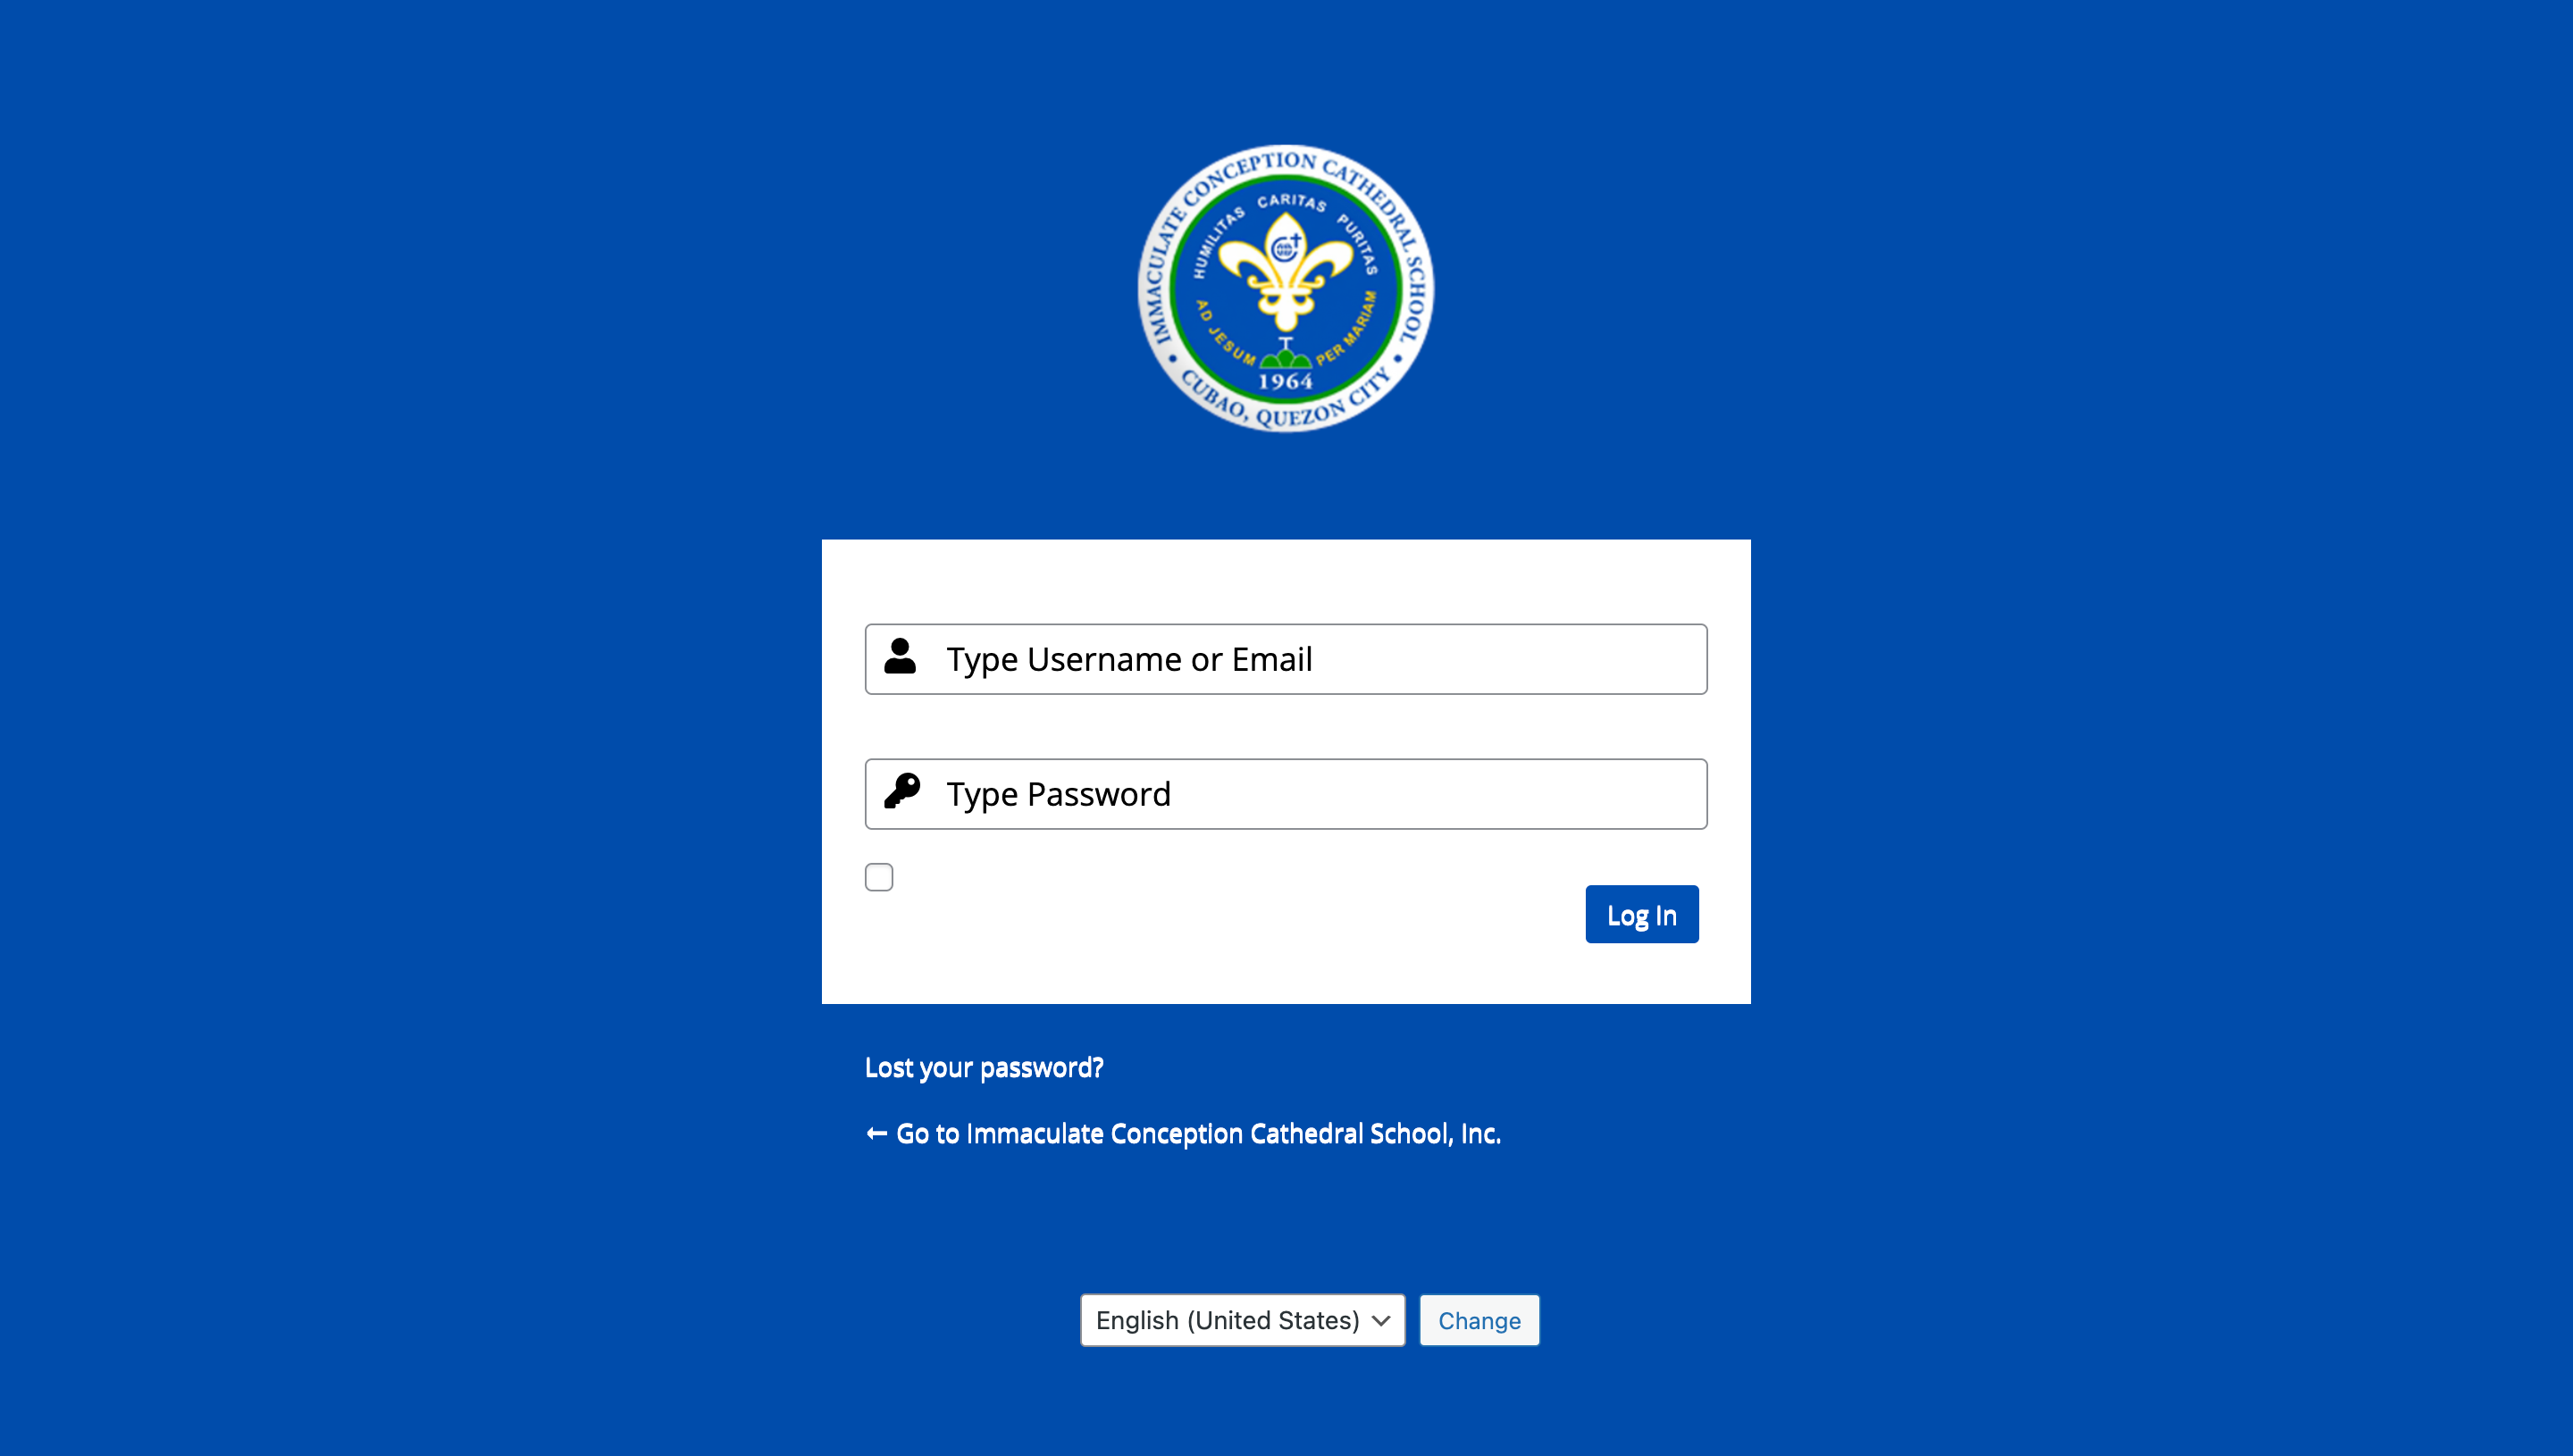 IMMACULATE CONCEPTION CATHEDRAL SCHOOL
HUMILITAS CARITAS PURITAS
AD JESUM PER MARIAM
1964
• CUBAO, QUEZON CITY •
Type Username or Email
Type Password
Log In
Lost your password?
← Go to Immaculate Conception Cathedral School, Inc.
English (United States)
Change